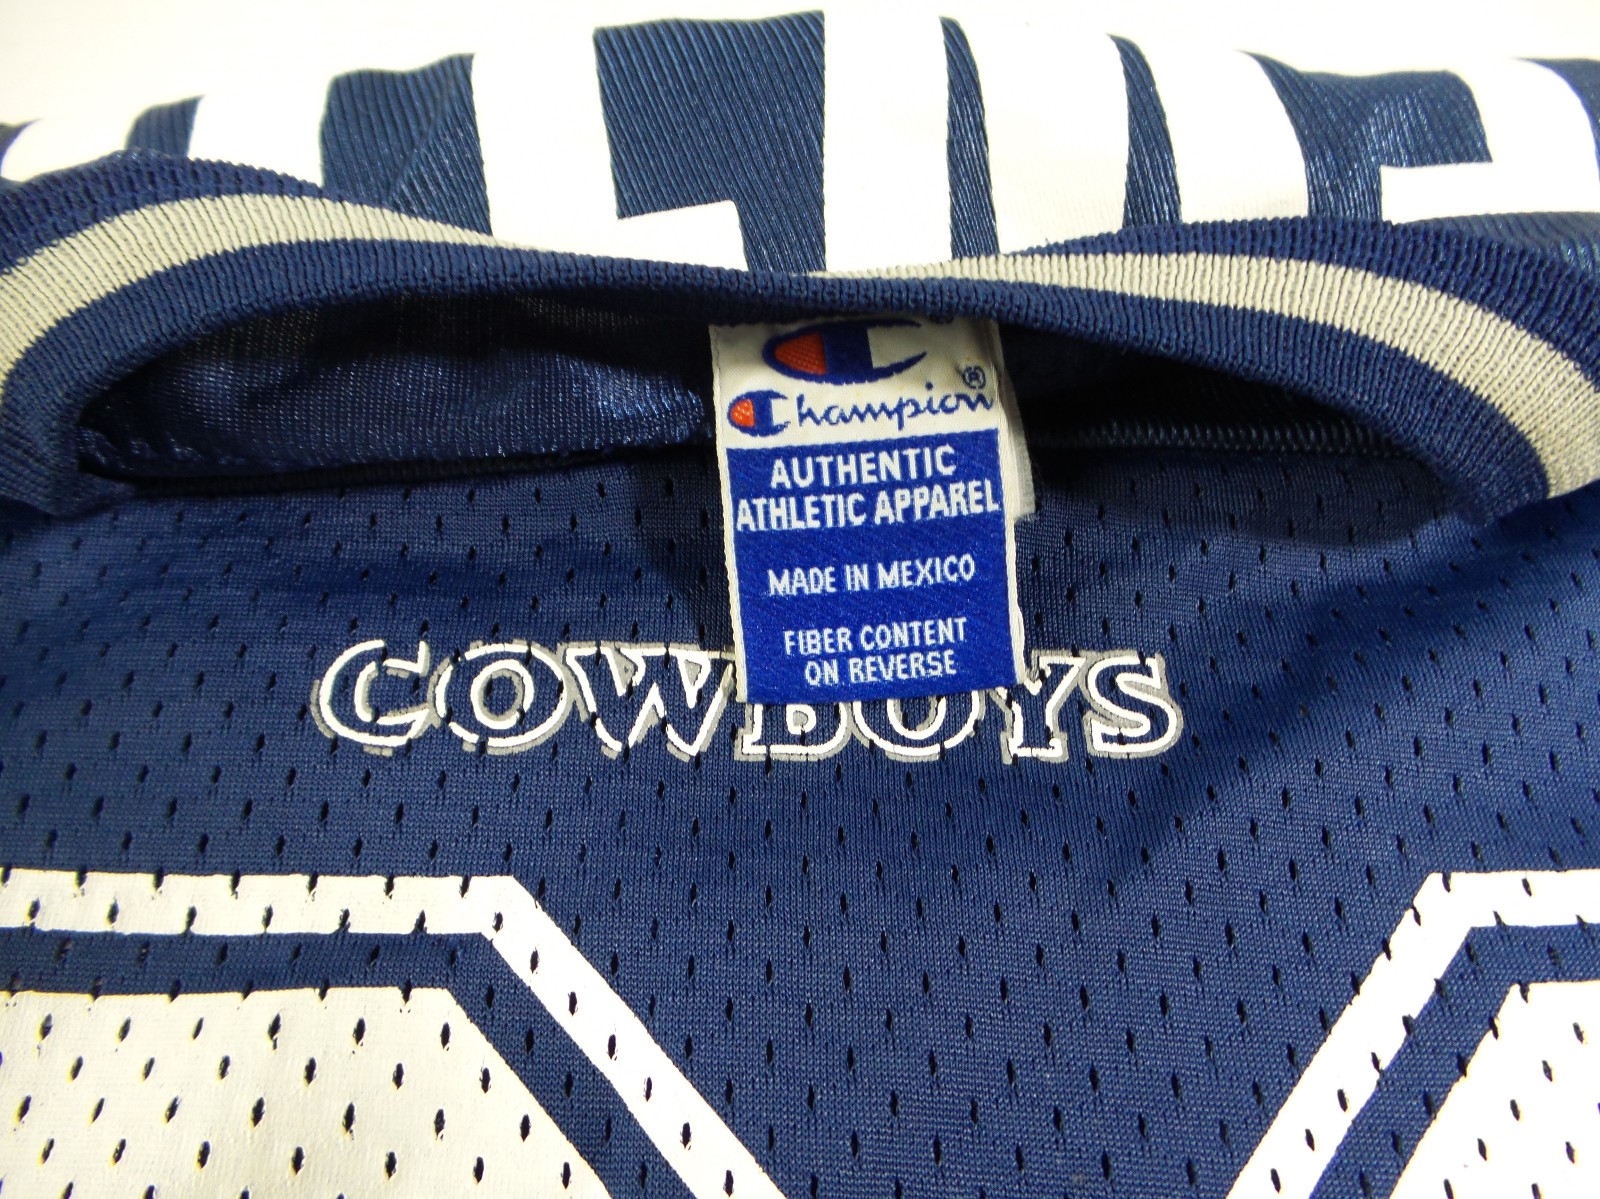 Champion®
AUTHENTIC
ATHLETIC APPAREL
MADE IN MEXICO
FIBER CONTENT
ON REVERSE
COWBOYS